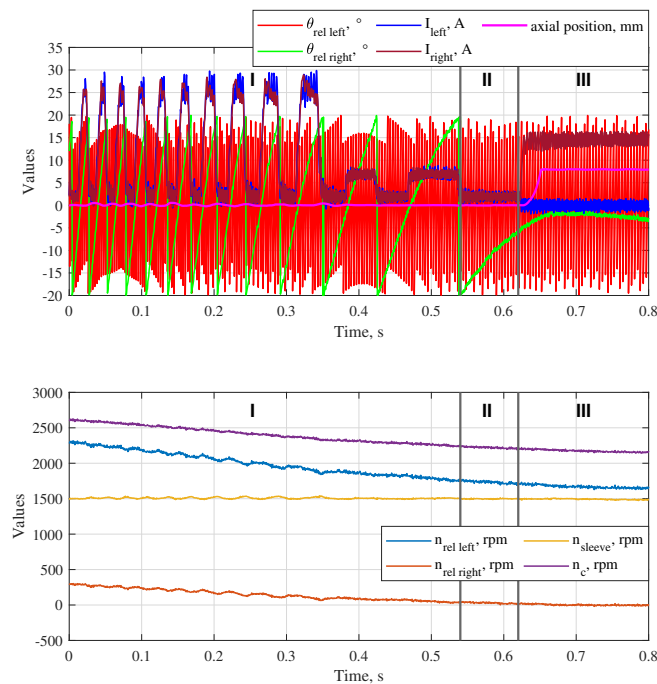 θrel left, ° Ileft, A axial position, mm
θrel right, ° Iright, A
35
30
25
20
15
10
5
0
-5
-10
-15
-20
Values
I II III
0 0.1 0.2 0.3 0.4 0.5 0.6 0.7 0.8
Time, s
3000
2500
2000
1500
1000
500
0
-500
Values
I II III
nrel left, rpm nsleeve, rpm
nrel right, rpm nc, rpm
0 0.1 0.2 0.3 0.4 0.5 0.6 0.7 0.8
Time, s